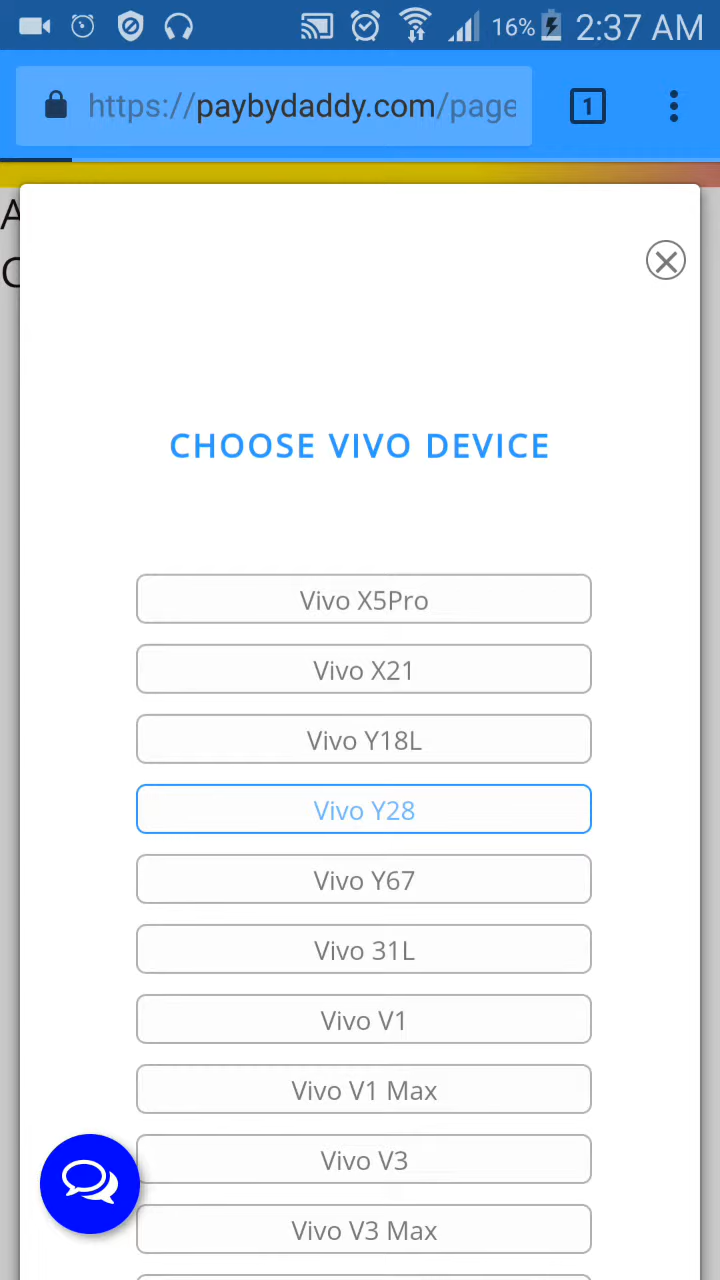 16% 2:37 AM
https://paybydaddy.com/page
1
A
C
CHOOSE VIVO DEVICE
Vivo X5Pro
Vivo X21
Vivo Y18L
Vivo Y28
Vivo Y67
Vivo 31L
Vivo V1
Vivo V1 Max
Vivo V3
Vivo V3 Max